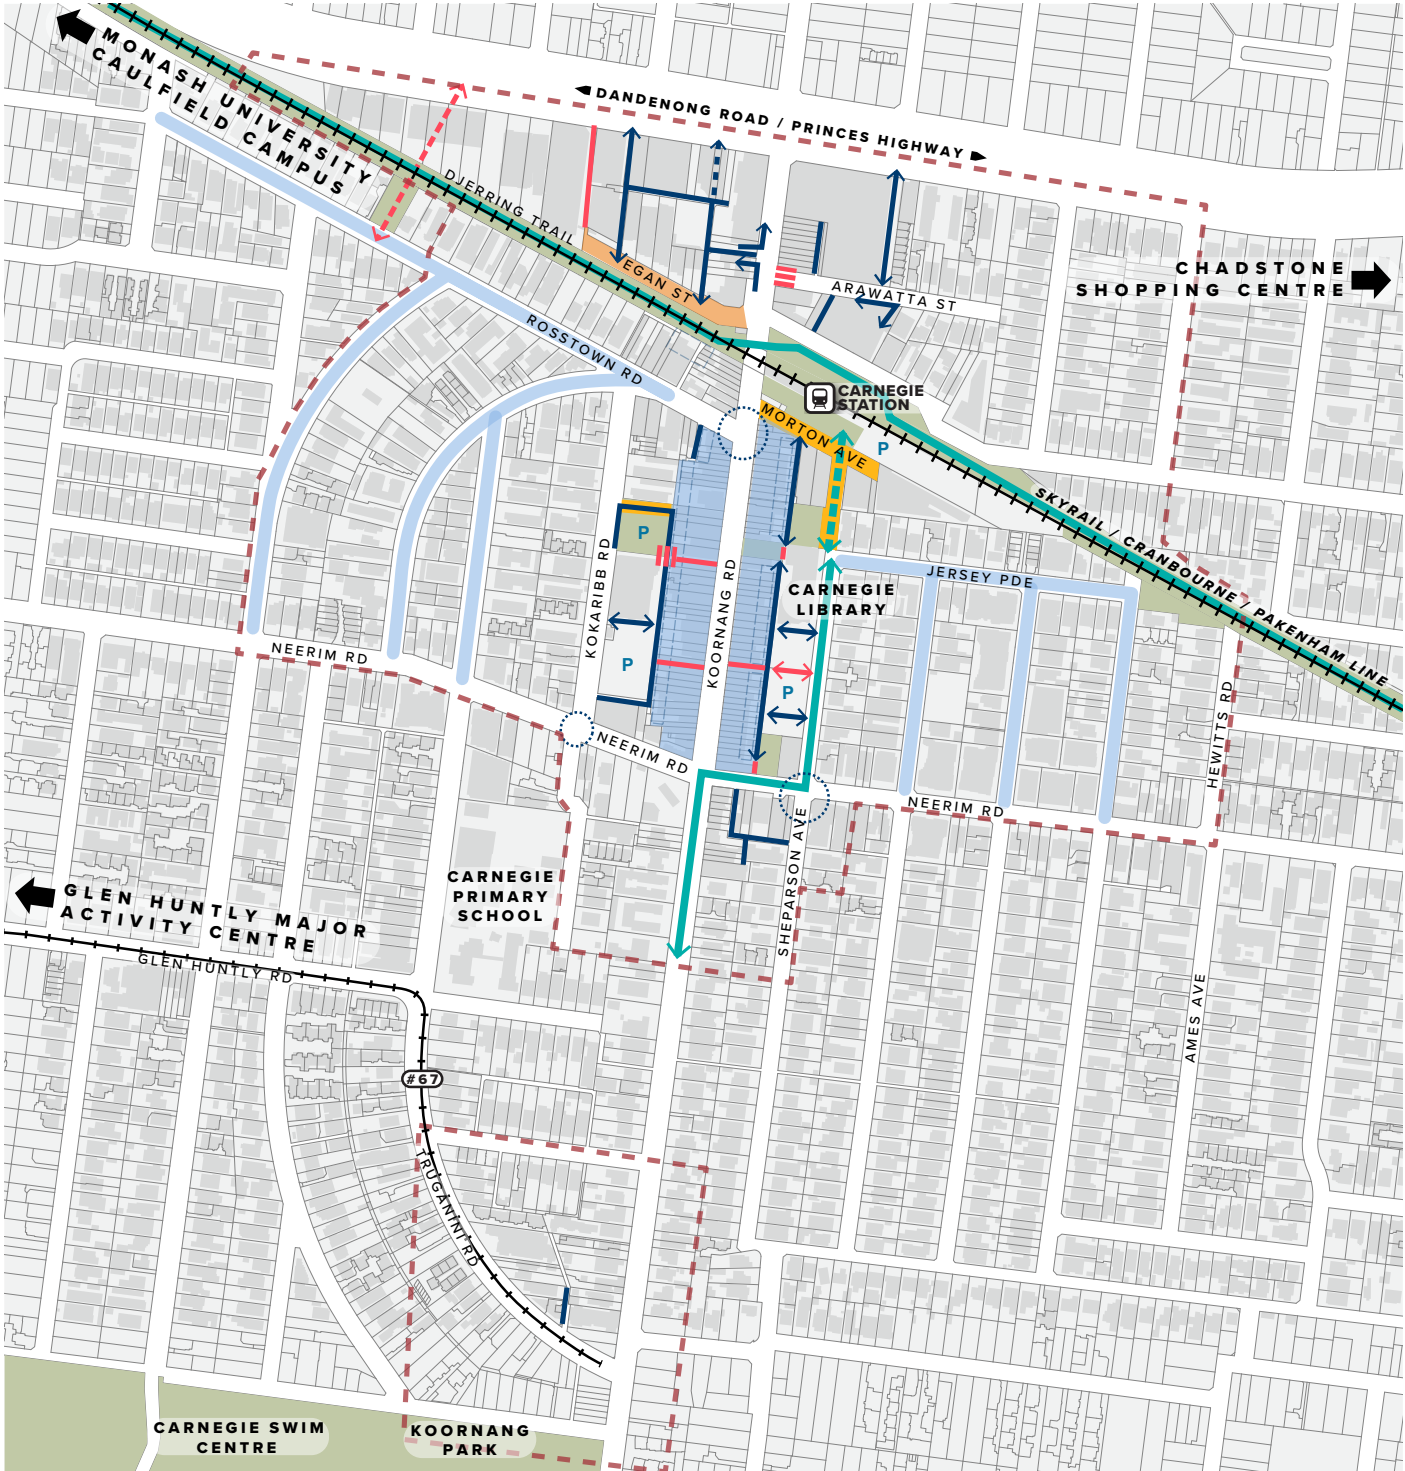 MONASH UNIVERSITY
CAULFIELD CAMPUS
DANDENONG ROAD / PRINCES HIGHWAY
DJERRING TRAIL
EGAN ST
ARAWATTA ST
CHADSTONE
SHOPPING CENTRE
ROSSTOWN RD
CARNEGIE
STATION
MORTON AVE
P
SKYRAIL / CRANBOURNE / PAKENHAM LINE
P
KOKARIBB RD
KOORNANG RD
JERSEY PDE
CARNEGIE
LIBRARY
NEERIM RD
P
P
HEWITTS RD
NEERIM RD
NEERIM RD
SHEPARSON AVE
CARNEGIE
PRIMARY
SCHOOL
GLEN HUNTLY MAJOR
ACTIVITY CENTRE
GLEN HUNTLY RD
AMES AVE
#67
TRUGANINI RD
CARNEGIE SWIM
CENTRE
KOORNANG
PARK